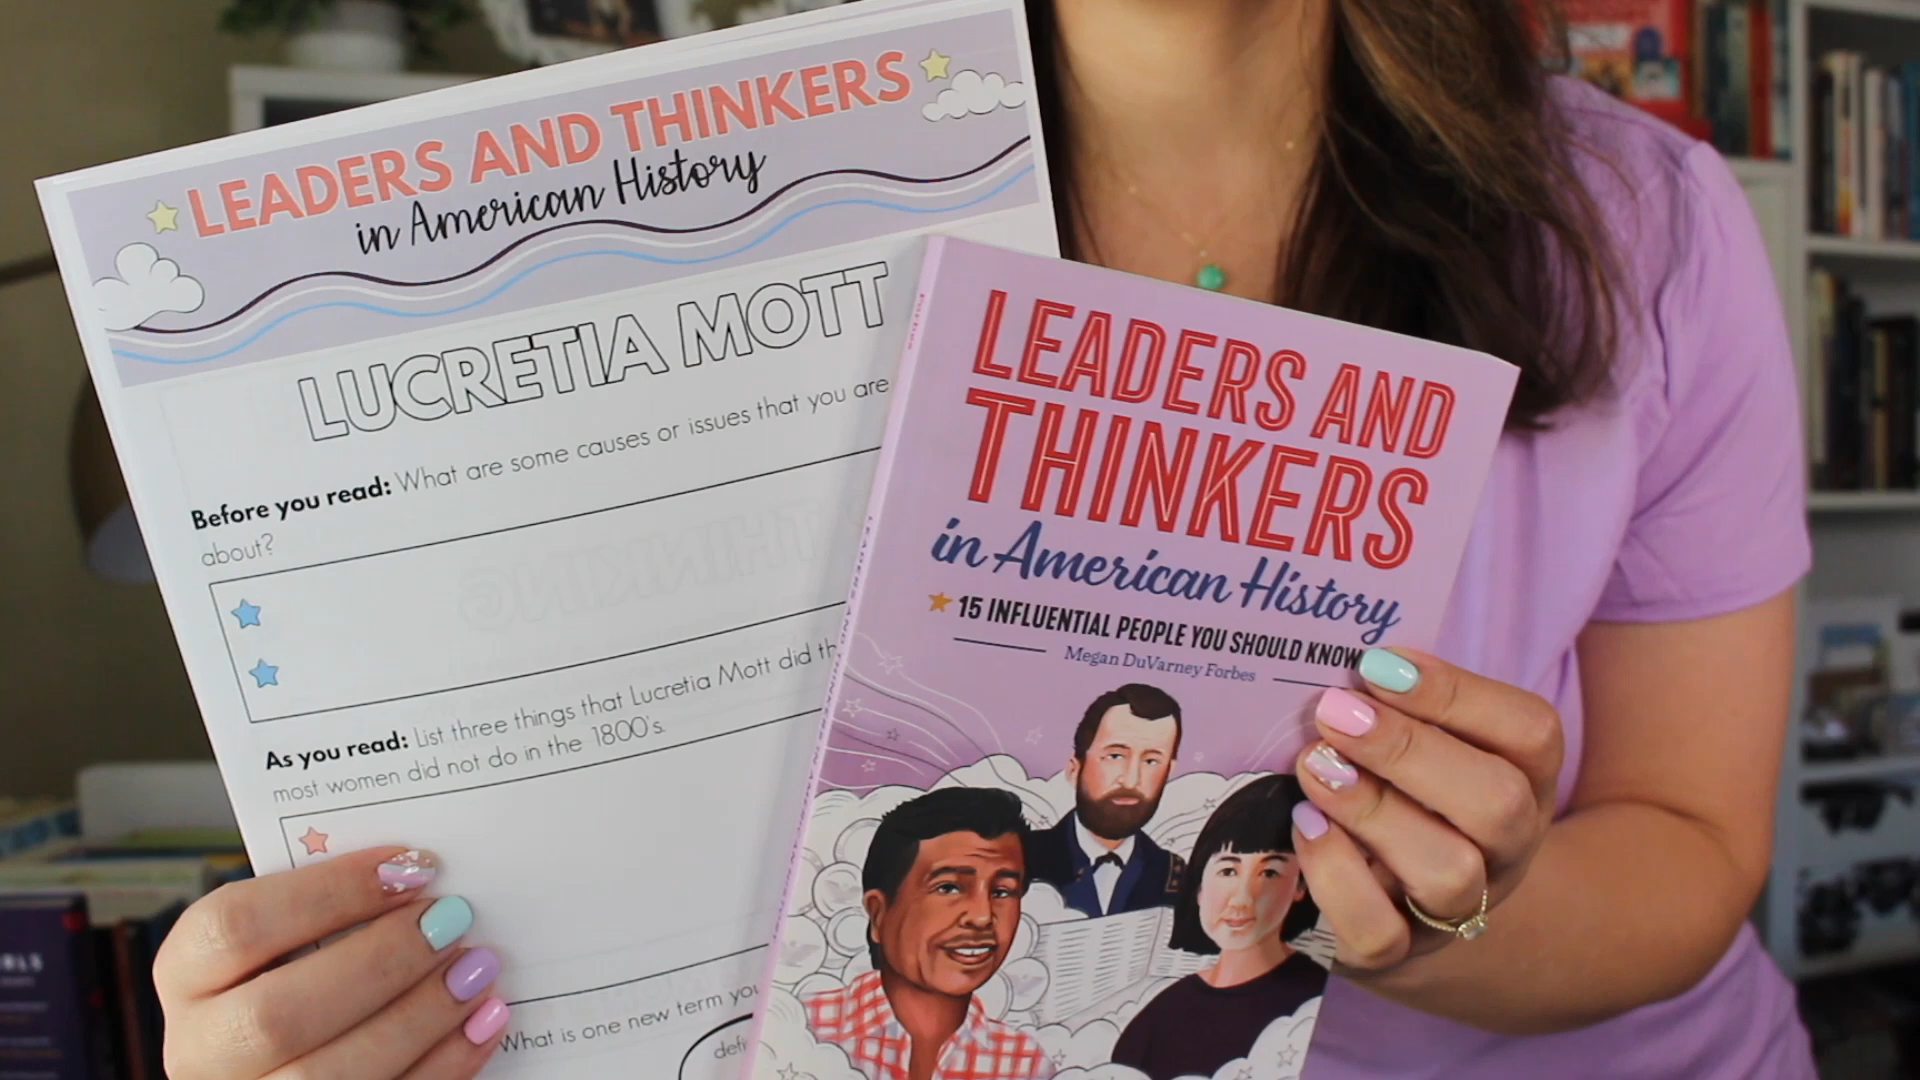 LEADERS AND THINKERS
in American History
LUCRETIA MOTT
Before you read: What are some causes or issues that you are
about?
As you read: List three things that Lucretia Mott did
most women did not do in the 1800's.
What is one new term
LEADERS AND
THINKERS
in American History
15 INFLUENTIAL PEOPLE YOU SHOULD KNOW
Megan DuVarney Forbes